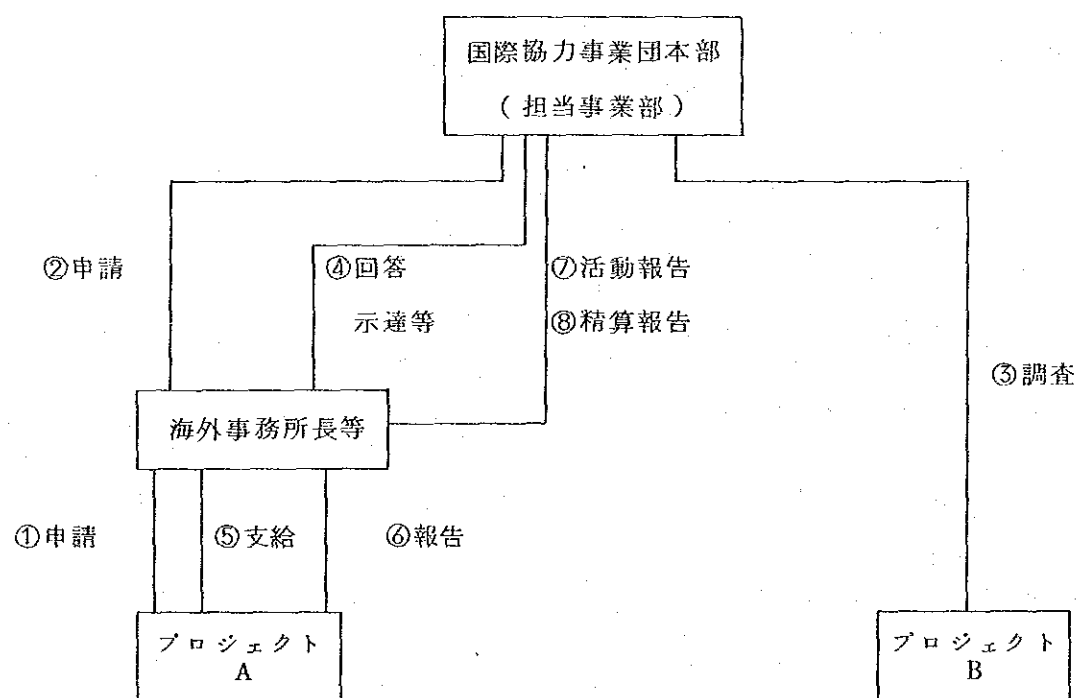 国際協力事業団本部
（担当事業部）
②申請
④回答
示達等
⑦活動報告
⑧精算報告
③調査
海外事務所長等
①申請
⑤支給
⑥報告
プロジェクト
A
プロジェクト
B